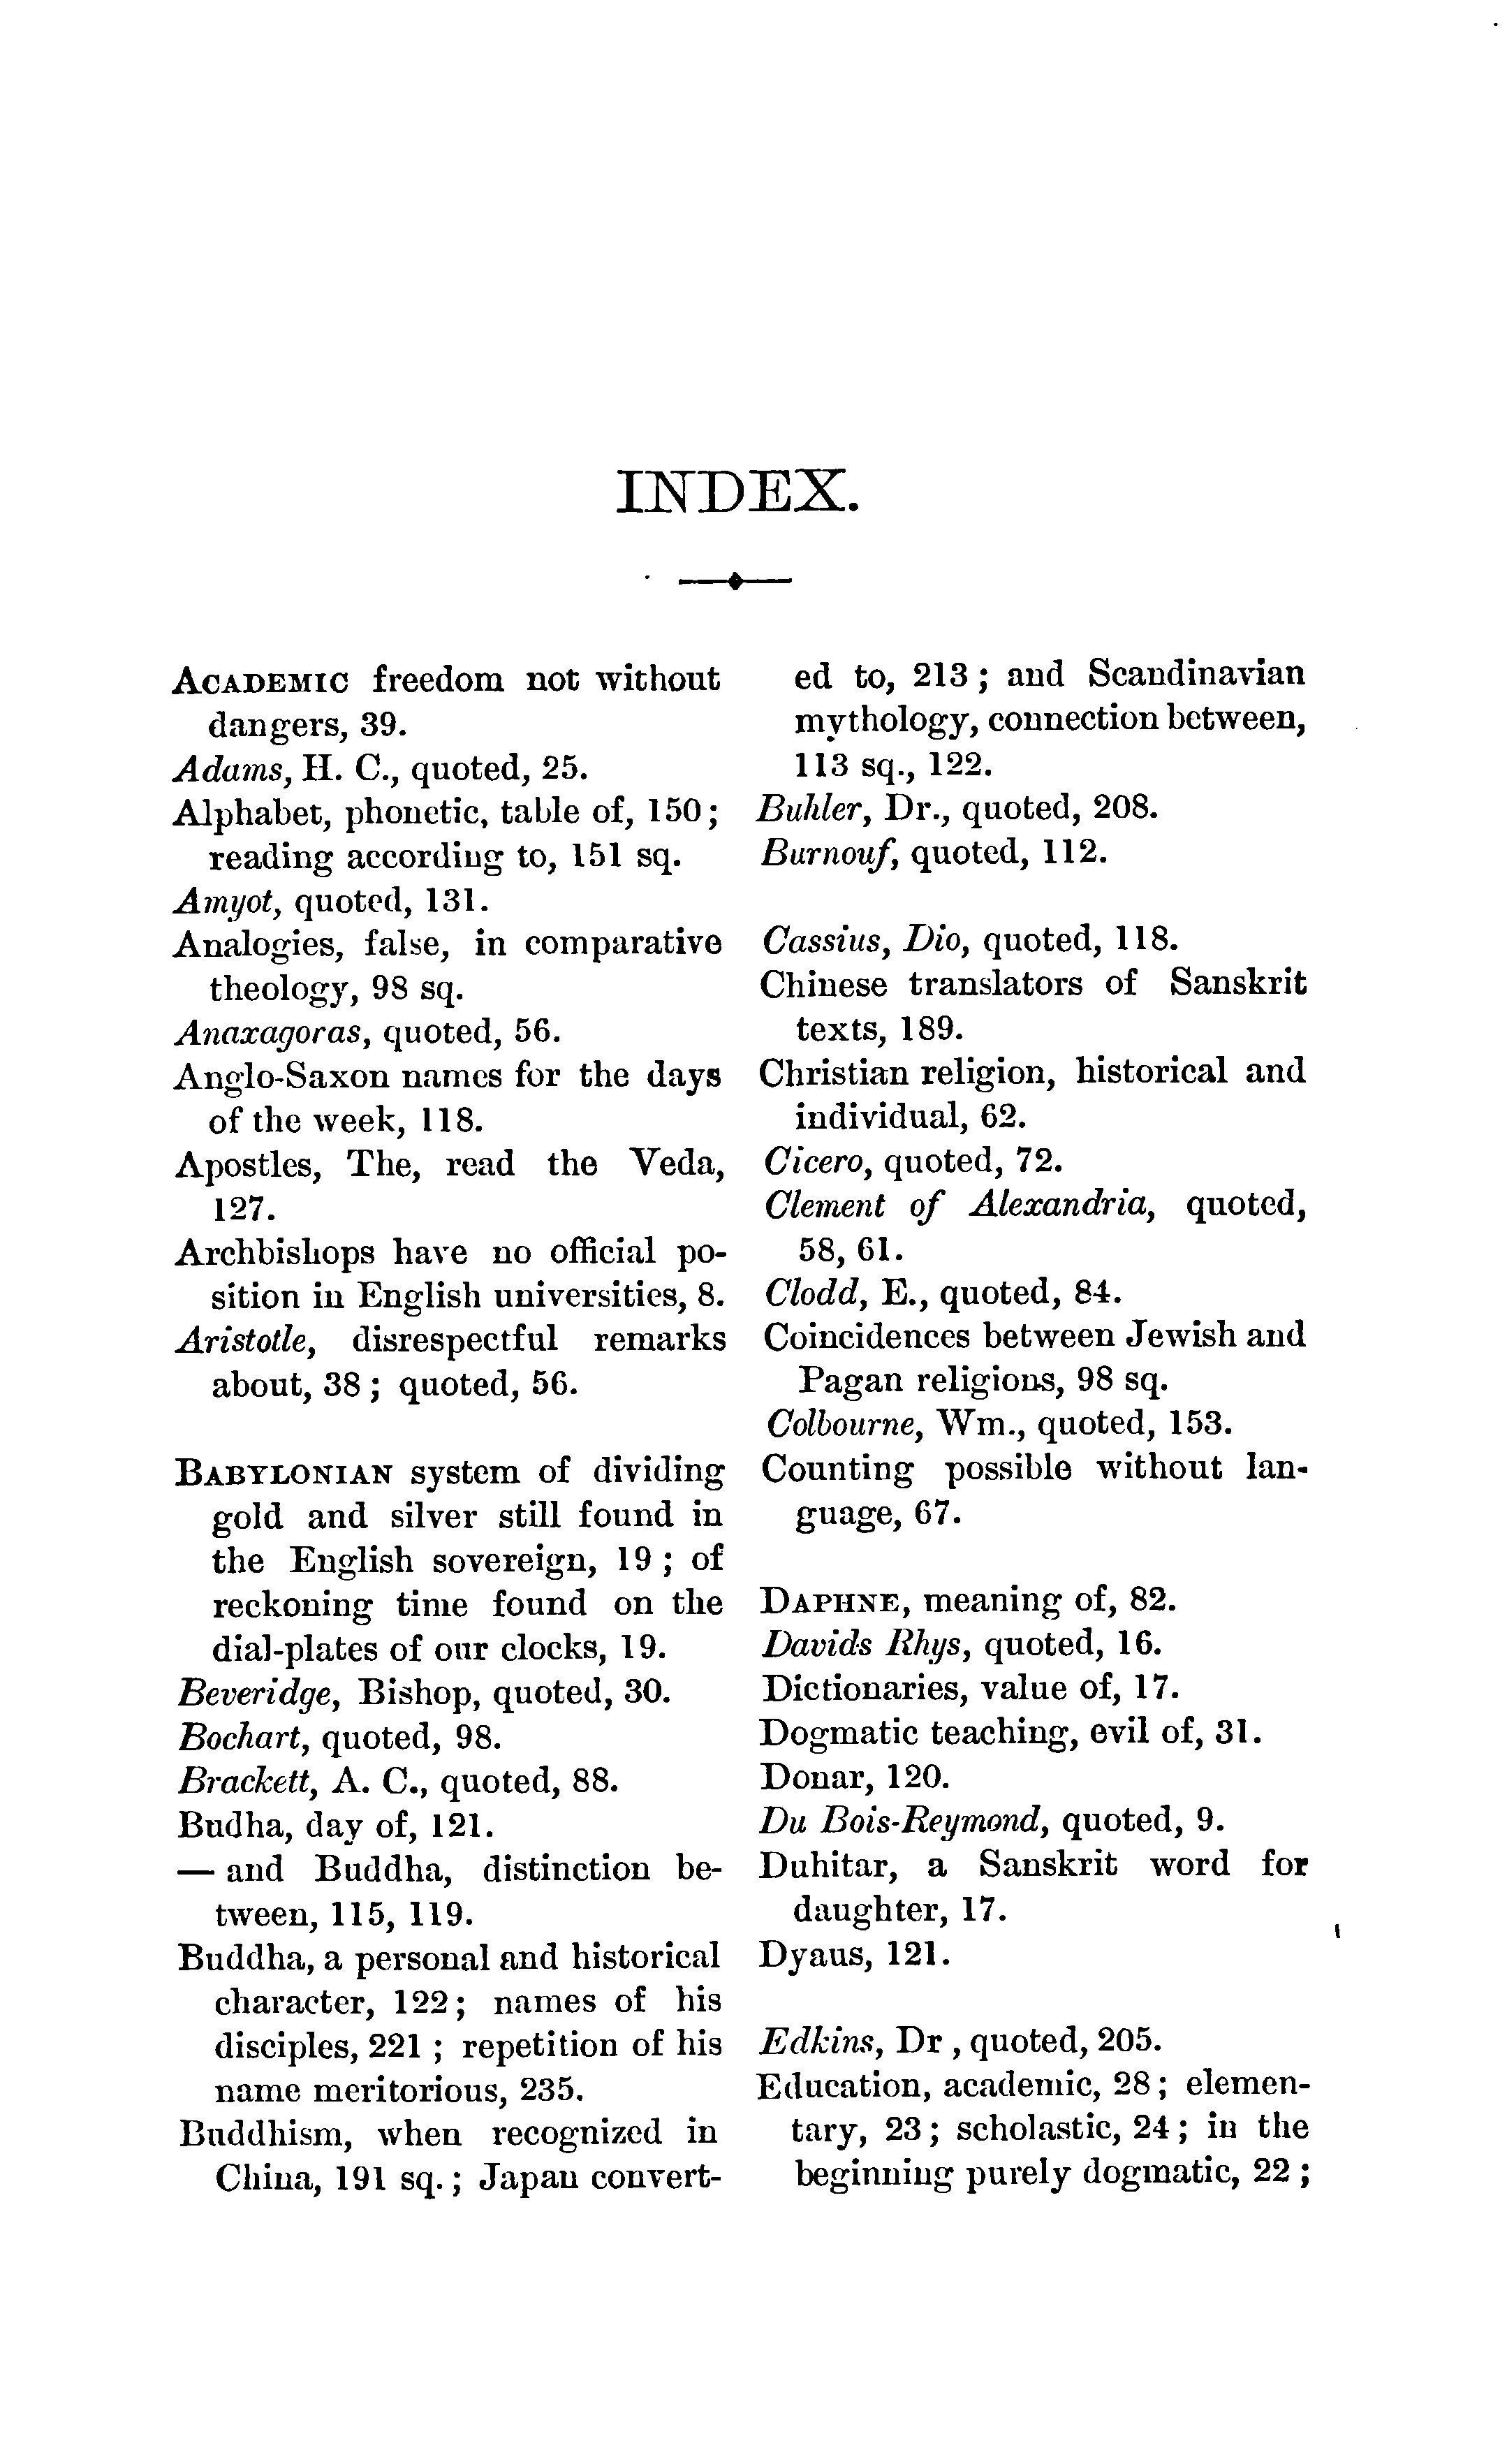 INDEX.
ACADEMIC freedom not without
dangers, 39.
Adams, H. C., quoted, 25.
Alphabet, phonetic, table of, 150;
reading according to, 151 sq.
Amyot, quoted, 131.
Analogies, false, in comparative
theology, 98 sq.
Anaxagoras, quoted, 56.
Anglo-Saxon names for the days
of the week, 118.
Apostles, The, read the Veda,
127.
Archbishops have no official po-
sition in English universities, 8.
Aristotle, disrespectful remarks
about, 38; quoted, 56.
BABYLONIAN system of dividing
gold and silver still found in
the English sovereign, 19; of
reckoning time found on the
dial-plates of our clocks, 19.
Beveridge, Bishop, quoted, 30.
Bochart, quoted, 98.
Brackett, A. C., quoted, 88.
Budha, day of, 121.
— and Buddha, distinction be-
tween, 115, 119.
Buddha, a personal and historical
character, 122; names of his
disciples, 221; repetition of his
name meritorious, 235.
Buddhism, when recognized in
China, 191 sq.; Japan convert-
ed to, 213; and Scandinavian
mythology, connection between,
113 sq., 122.
Buhler, Dr., quoted, 208.
Burnouf, quoted, 112.
Cassius, Dio, quoted, 118.
Chinese translators of Sanskrit
texts, 189.
Christian religion, historical and
individual, 62.
Cicero, quoted, 72.
Clement of Alexandria, quoted,
58, 61.
Clodd, E., quoted, 84.
Coincidences between Jewish and
Pagan religions, 98 sq.
Colbourne, Wm., quoted, 153.
Counting possible without lan-
guage, 67.
DAPHNE, meaning of, 82.
Davids Rhys, quoted, 16.
Dictionaries, value of, 17.
Dogmatic teaching, evil of, 31.
Donar, 120.
Du Bois-Reymond, quoted, 9.
Duhitar, a Sanskrit word for
daughter, 17.
Dyaus, 121.
Edkins, Dr , quoted, 205.
Education, academic, 28; elemen-
tary, 23; scholastic, 24; in the
beginning purely dogmatic, 22;